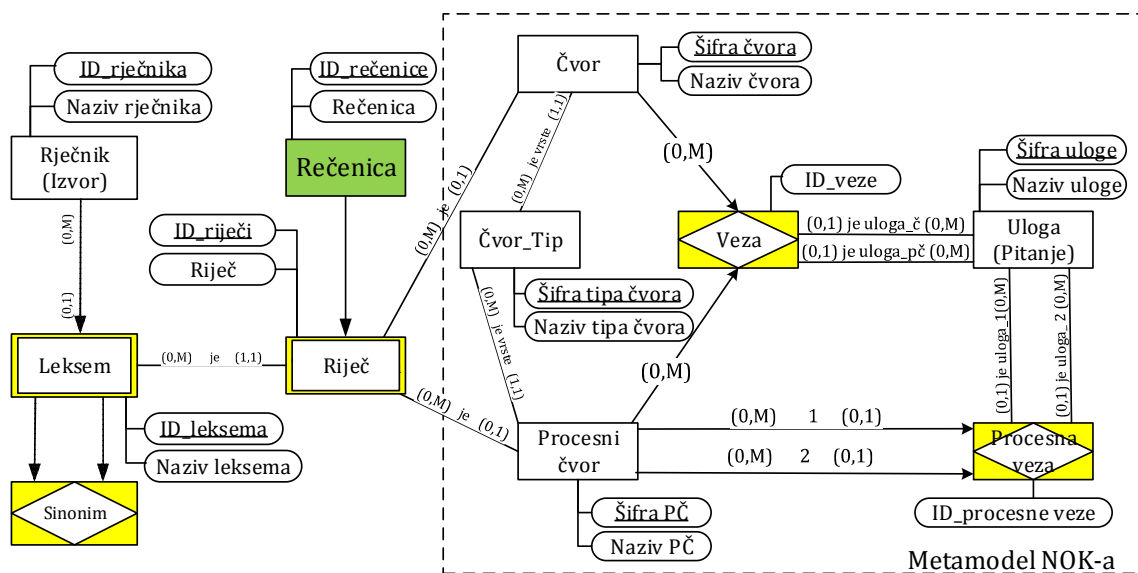 Čvor
Šifra čvora
Naziv čvora
ID_rječnika
Naziv rječnika
Rječnik
(Izvor)
ID_rečenice
Rečenica
Rečenica
(0,M) je vrste (1,1)
(0,M) je (0,1)
(0,M)
ID_veze
Šifra uloge
Naziv uloge
Uloga
(Pitanje)
(0,M)
(0,1)
ID_riječi
Riječ
Čvor_Tip
Veza
(0,1) je uloga_č (0,M)
(0,1) je uloga_pč (0,M)
Šifra tipa čvora
Naziv tipa čvora
(0,M) je vrste (1,1)
(0,M)
(0,1) je uloga_1(0,M)
(0,1) je uloga_ 2 (0,M)
Leksem
(0,M) je (1,1)
Riječ
(0,M) je (0,1)
ID_leksema
Naziv leksema
Procesni
čvor
(0,M) 1 (0,1)
(0,M) 2 (0,1)
Procesna
veza
Sinonim
Šifra PČ
Naziv PČ
ID_procesne veze
Metamodel NOK-a